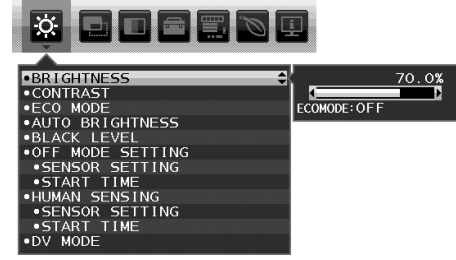 •BRIGHTNESS
•CONTRAST
•ECO MODE
•AUTO BRIGHTNESS
•BLACK LEVEL
•OFF MODE SETTING
•SENSOR SETTING
•START TIME
•HUMAN SENSING
•SENSOR SETTING
•START TIME
•DV MODE
70.0%
ECOMODE:OFF